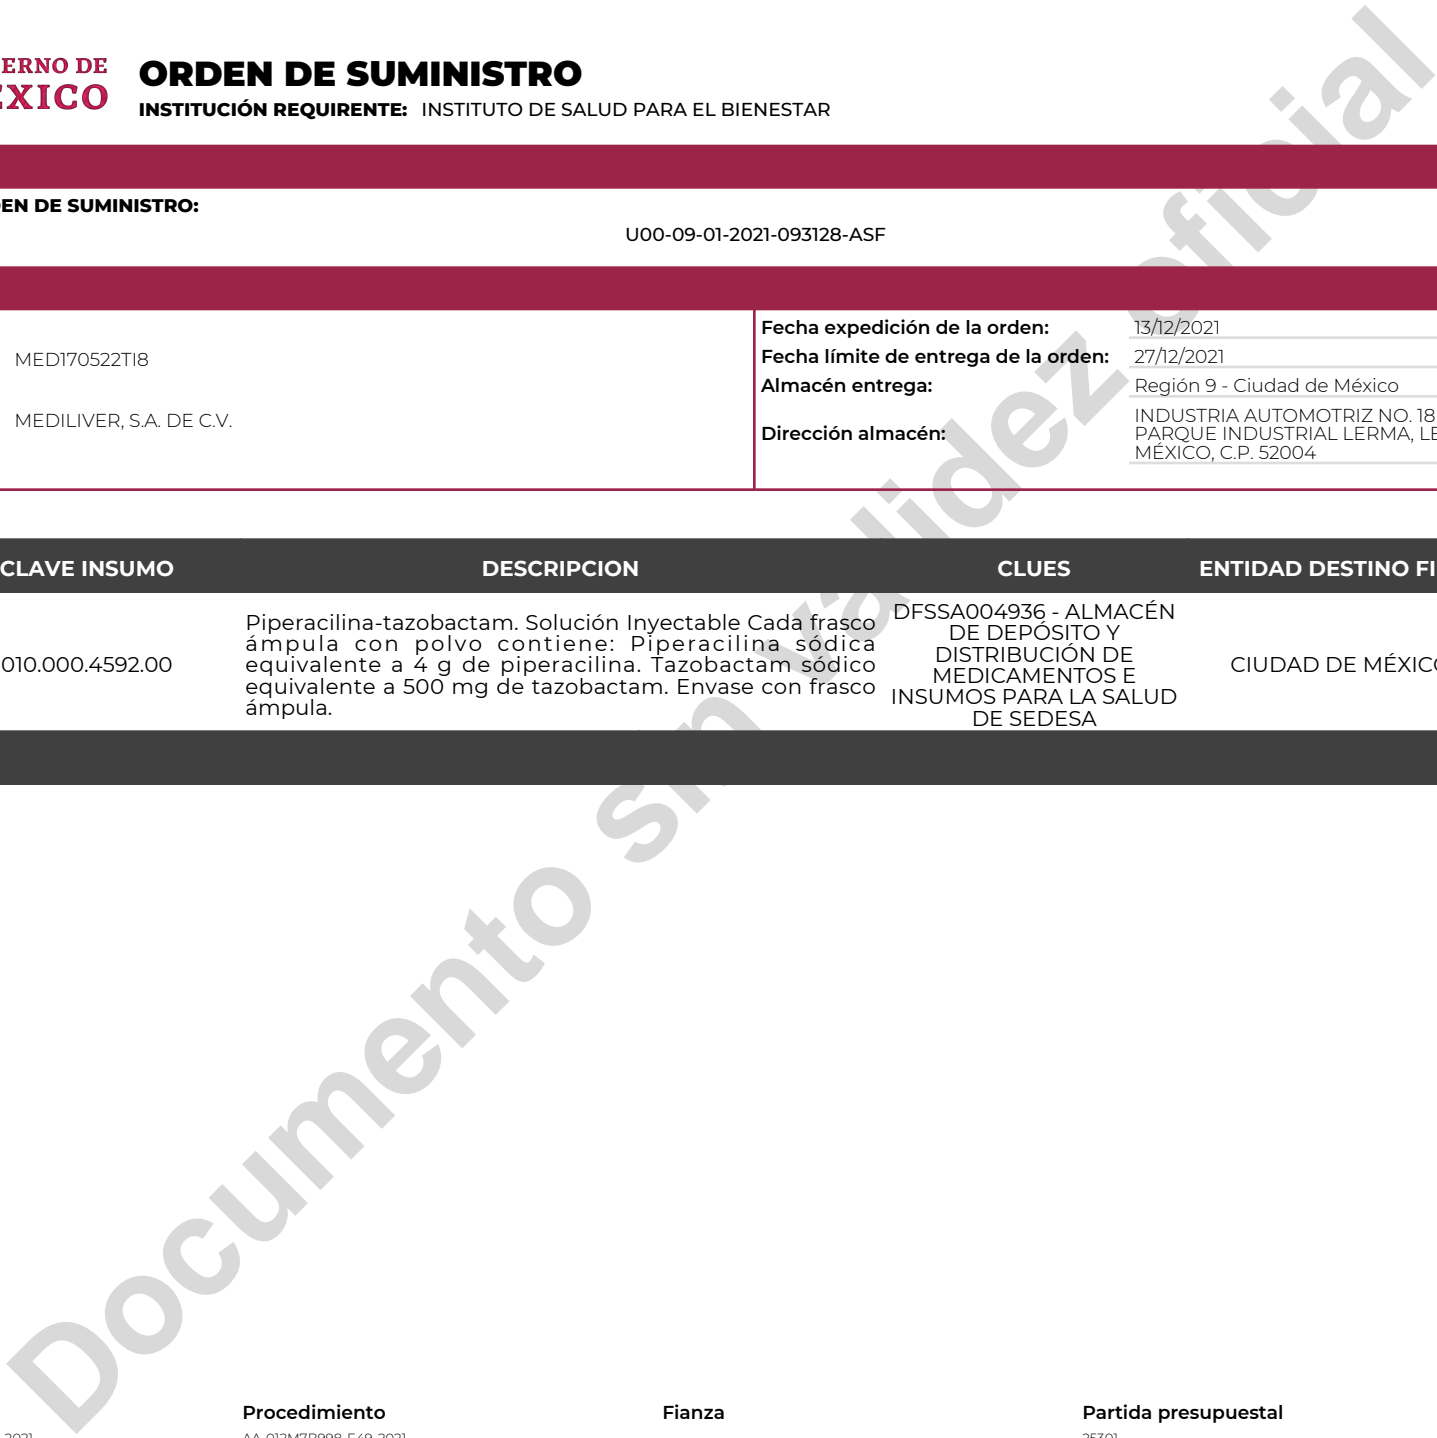 ERNO DE
EXICO
ORDEN DE SUMINISTRO
INSTITUCIÓN REQUIRENTE: INSTITUTO DE SALUD PARA EL BIENESTAR
EN DE SUMINISTRO:
U00-09-01-2021-093128-ASF
MED170522TI8
MEDILIVER, S.A. DE C.V.
Fecha expedición de la orden: 13/12/2021
Fecha límite de entrega de la orden: 27/12/2021
Almacén entrega: Región 9 - Ciudad de México
Dirección almacén:
INDUSTRIA AUTOMOTRIZ NO. 18
PARQUE INDUSTRIAL LERMA, LE
MÉXICO, C.P. 52004
CLAVE INSUMO DESCRIPCION CLUES ENTIDAD DESTINO FI
010.000.4592.00
Piperacilina-tazobactam. Solución Inyectable Cada frasco
ámpula con polvo contiene: Piperacilina sódica
equivalente a 4 g de piperacilina. Tazobactam sódico
equivalente a 500 mg de tazobactam. Envase con frasco
ámpula.
DFSSA004936 - ALMACÉN
DE DEPÓSITO Y
DISTRIBUCIÓN DE
MEDICAMENTOS E
INSUMOS PARA LA SALUD
DE SEDESA
CIUDAD DE MÉXICO
Documento sin validez oficial
Procedimiento Fianza Partida presupuestal